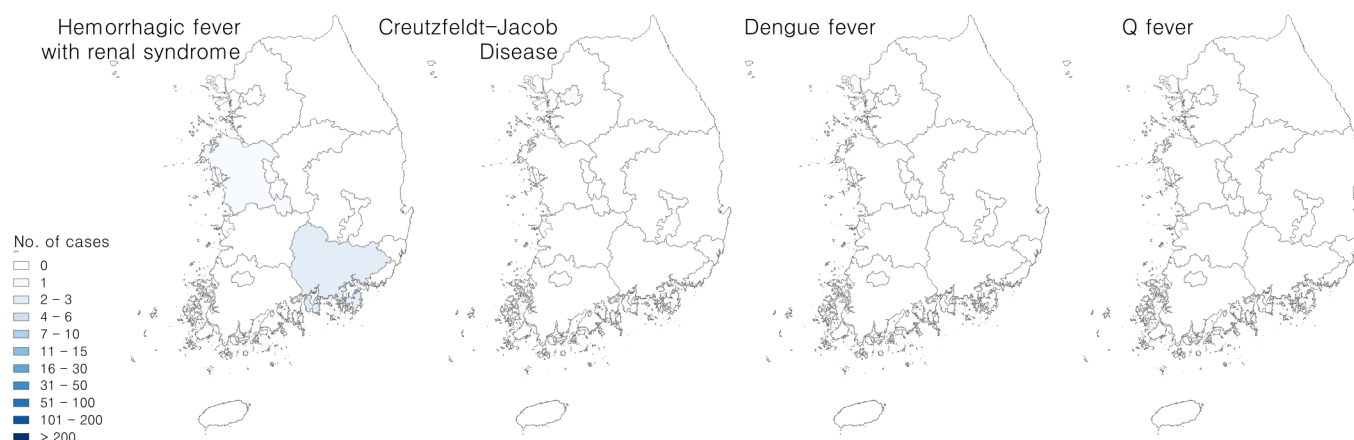 Hemorrhagic fever
with renal syndrome
Creutzfeldt-Jacob
Disease
Dengue fever
Q fever
No. of cases
0
1
2 - 3
4 - 6
7 - 10
11 - 15
16 - 30
31 - 50
51 - 100
101 - 200
> 200